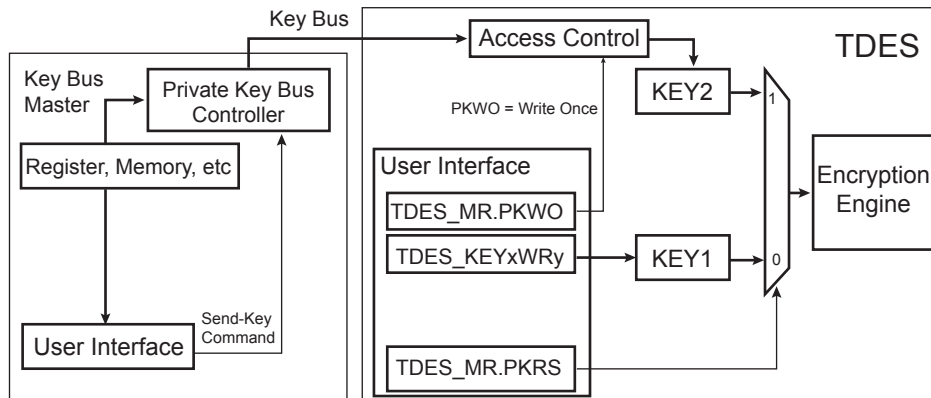 Key Bus
Access Control
TDES
Key Bus
Master
Private Key Bus
Controller
KEY2
1
PKWO = Write Once
Register, Memory, etc
User Interface
Encryption
Engine
TDES_MR.PKWO
TDES_KEYxWRy
KEY1
0
Send-Key
Command
User Interface
TDES_MR.PKRS